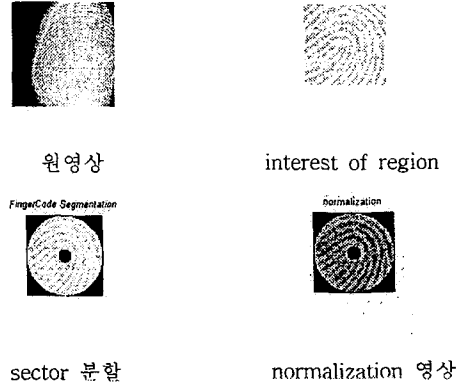 원영상
interest of region
FingerCode Segmentation
normalization
sector 분할
normalization 영상